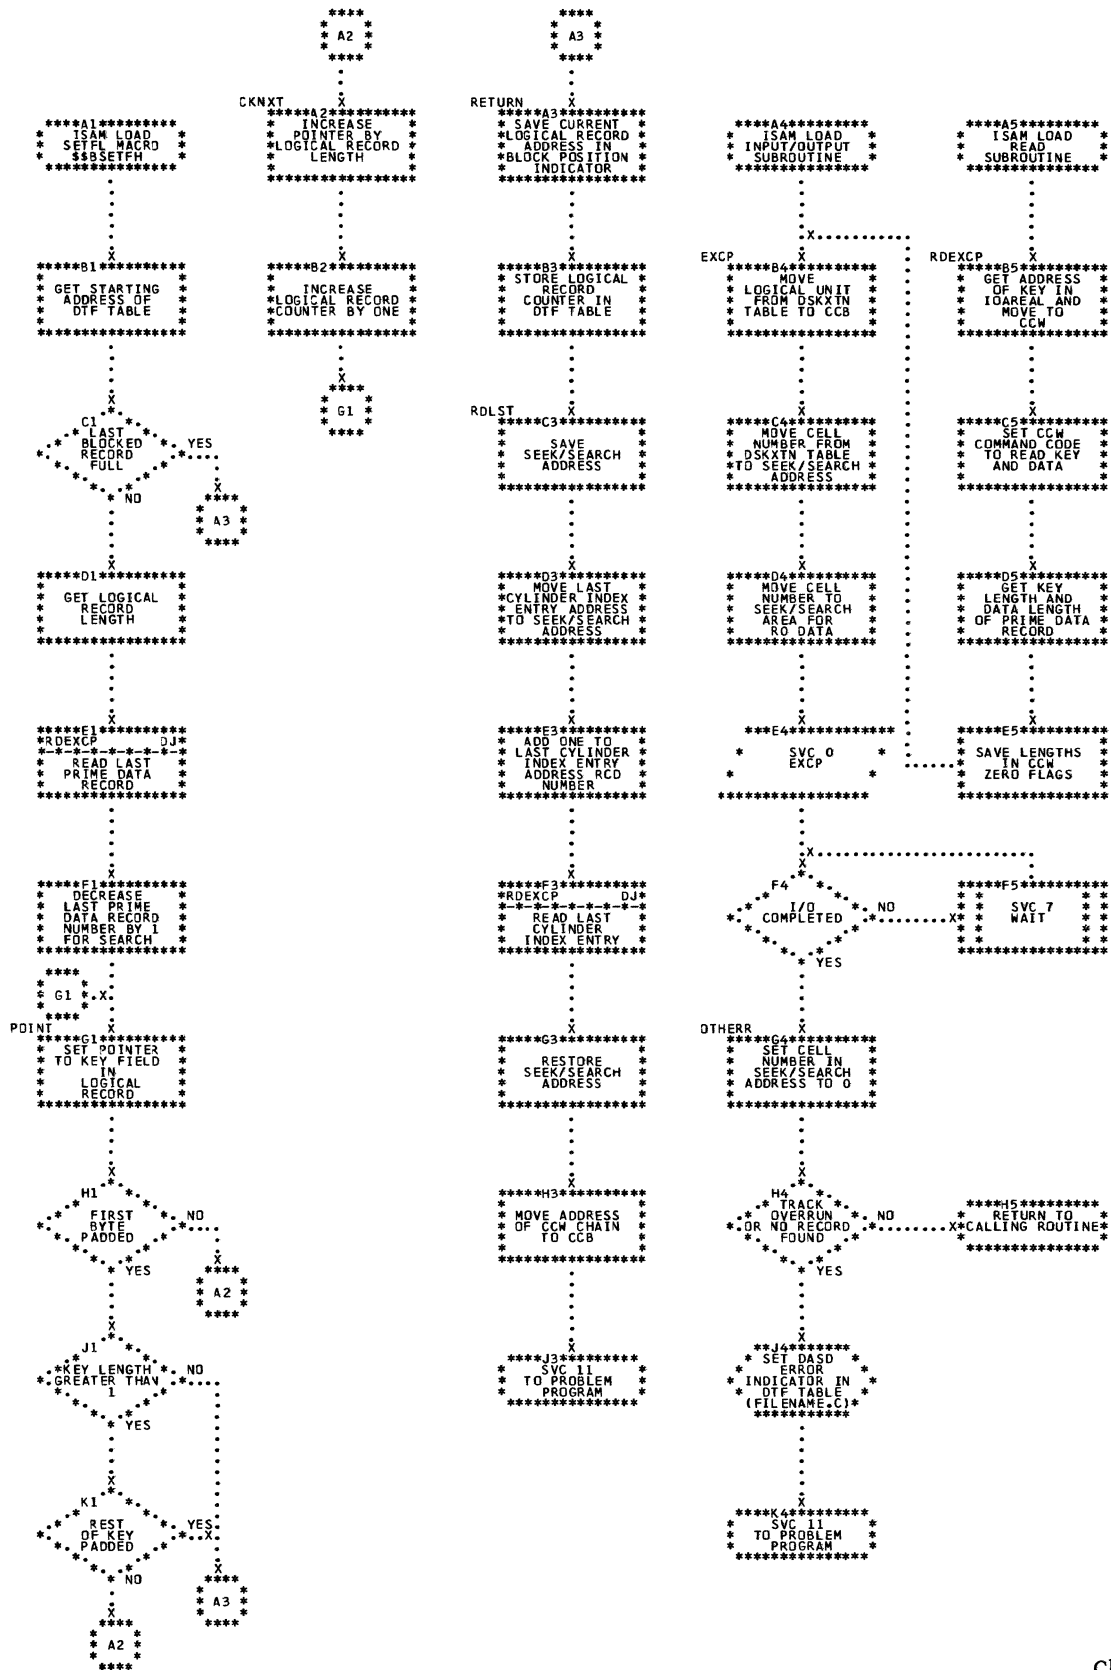 A2
CKNXT
A2
INCREASE
POINTER BY
LOGICAL RECORD
LENGTH
B2
INCREASE
LOGICAL RECORD
COUNTER BY ONE
G1
A1
ISAM LOAD
SETFL MACRO
$$BSETFH
B1
GET STARTING
ADDRESS OF
DTF TABLE
C1
LAST
BLOCKED
RECORD
FULL
YES
NO
A3
D1
GET LOGICAL
RECORD
LENGTH
E1
RDEXCP DJ
READ LAST
PRIME DATA
RECORD
F1
DECREASE
LAST PRIME
DATA RECORD
NUMBER BY 1
FOR SEARCH
G1
POINT
G1
SET POINTER
TO KEY FIELD
IN
LOGICAL
RECORD
H1
FIRST
BYTE
PADDED
NO
YES
A2
J1
KEY LENGTH
GREATER THAN
1
NO
YES
K1
REST
OF KEY
PADDED
YES
NO
A3
A2
A3
RETURN
A3
SAVE CURRENT
LOGICAL RECORD
ADDRESS IN
BLOCK POSITION
INDICATOR
B3
STORE LOGICAL
RECORD
COUNTER IN
DTF TABLE
RDLST
C3
SAVE
SEEK/SEARCH
ADDRESS
D3
MOVE LAST
CYLINDER INDEX
ENTRY ADDRESS
TO SEEK/SEARCH
ADDRESS
E3
ADD ONE TO
LAST CYLINDER
INDEX ENTRY
ADDRESS RCD
NUMBER
F3
RDEXCP DJ
READ LAST
CYLINDER
INDEX ENTRY
G3
RESTORE
SEEK/SEARCH
ADDRESS
H3
MOVE ADDRESS
OF CCW CHAIN
TO CCB
J3
SVC 11
TO PROBLEM
PROGRAM
A4
ISAM LOAD
INPUT/OUTPUT
SUBROUTINE
EXCP
B4
MOVE
LOGICAL UNIT
FROM DSKXTN
TABLE TO CCB
C4
MOVE CELL
NUMBER FROM
DSKXTN TABLE
TO SEEK/SEARCH
ADDRESS
D4
MOVE CELL
NUMBER TO
SEEK/SEARCH
AREA FOR
RO DATA
E4
SVC 0
EXCP
F4
I/O
COMPLETED
NO
YES
OTHERR
G4
SET CELL
NUMBER IN
SEEK/SEARCH
ADDRESS TO 0
H4
TRACK
OVERRUN
OR NO RECORD
FOUND
NO
YES
J4
SET DASD
ERROR
INDICATOR IN
DTF TABLE
(FILENAME.C)
K4
SVC 11
TO PROBLEM
PROGRAM
A5
ISAM LOAD
READ
SUBROUTINE
RDEXCP
B5
GET ADDRESS
OF KEY IN
IOAREAL AND
MOVE TO
CCW
C5
SET CCW
COMMAND CODE
TO READ KEY
AND DATA
D5
GET KEY
LENGTH AND
DATA LENGTH
OF PRIME DATA
RECORD
E5
SAVE LENGTHS
IN CCW
ZERO FLAGS
F5
SVC 7
WAIT
H5
RETURN TO
CALLING ROUTINE